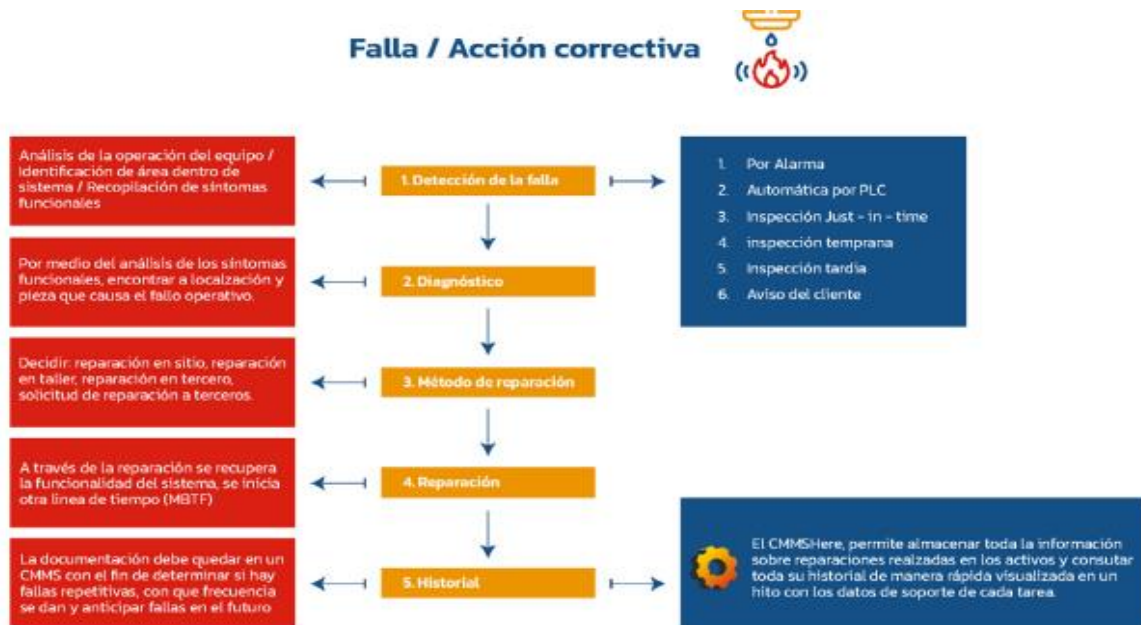 Falla / Acción correctiva
Análisis de la operación del equipo /
Identificación de área dentro de
sistema / Recopilación de síntomas
funcionales
1. Detección de la falla
1. Por Alarma
2. Automática por PLC
3. Inspección Just - in - time
4. inspección temprana
5. Inspección tardia
6. Aviso del cliente
Por medio del análisis de los síntomas
funcionales, encontrar a localzación y
pieza que causa el fallo operativo.
2. Diagnóstico
Decidir: reparación en sitio, reparación
en taller, reparación en tercero,
solicitud de reparación a terceros.
3. Método de reparación
A través de la reparación se recupera
la funcionalidad del sistema, se inicia
otra linea de tiempo (MBTF)
4. Reparación
La documentación debe quedar en un
CMMS con el fin de determinar si hay
fallas repetitivas, con que frecuencia
se dan y anticipar fallas en el futuro
5. Historial
El CMMSHere, permite almacenar toda la información
sobre reparaciones realzadas en los activos y consutar
toda su historial de manera rápida visualizada en un
hito con los datos de soporte de cada tarea.